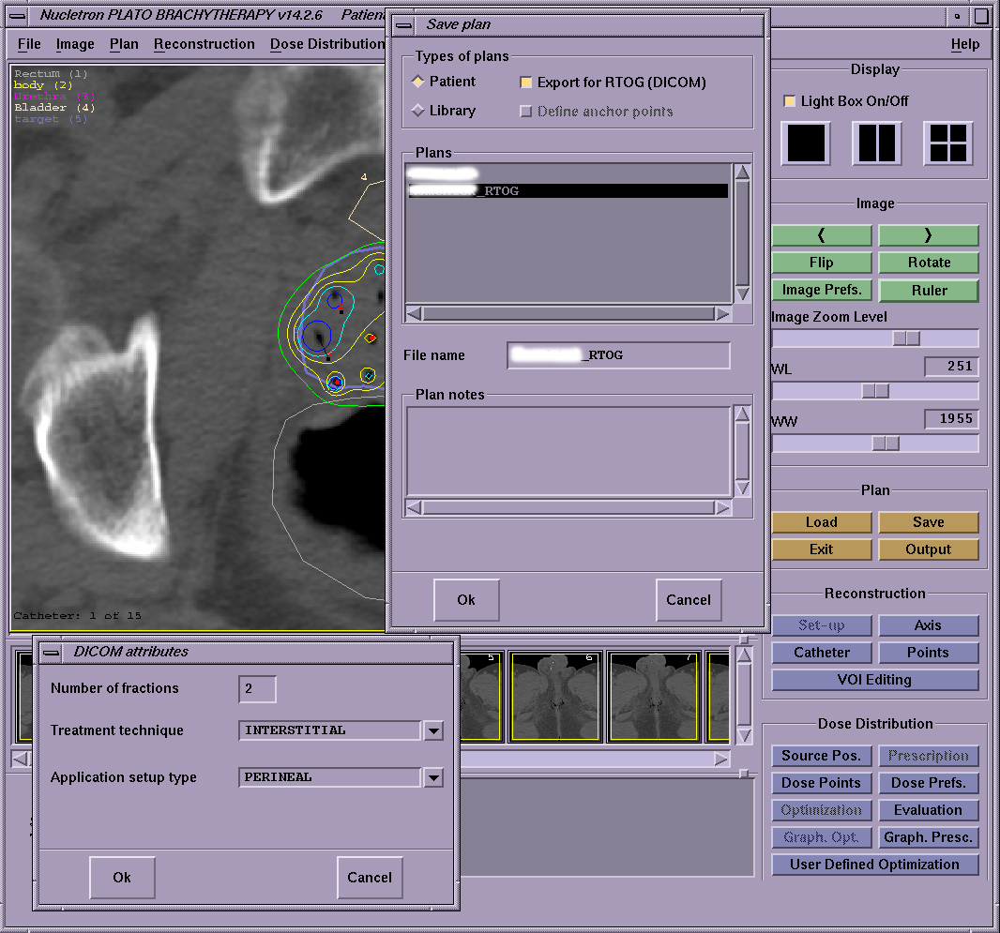 Nucletron PLATO BRACHYTHERAPY v14.2.6 Patient
File Image Plan Reconstruction Dose Distribution Help
Rectum (1)
body (2)
Urethra (3)
Bladder (4)
target (5)
4
Catheter: 1 of 15
Save plan
Types of plans
Patient Export for RTOG (DICOM)
Library Define anchor points
Plans
_RTOG
File name _RTOG
Plan notes
Ok Cancel
Display
Light Box On/Off
Image
❬ ❭
Flip Rotate
Image Prefs. Ruler
Image Zoom Level
WL 251
WW 1955
Plan
Load Save
Exit Output
Reconstruction
Set-up Axis
Catheter Points
VOI Editing
Dose Distribution
Source Pos. Prescription
Dose Points Dose Prefs.
Optimization Evaluation
Graph. Opt. Graph. Presc.
User Defined Optimization
5 6 7
DICOM attributes
Number of fractions 2
Treatment technique INTERSTITIAL
Application setup type PERINEAL
Ok Cancel